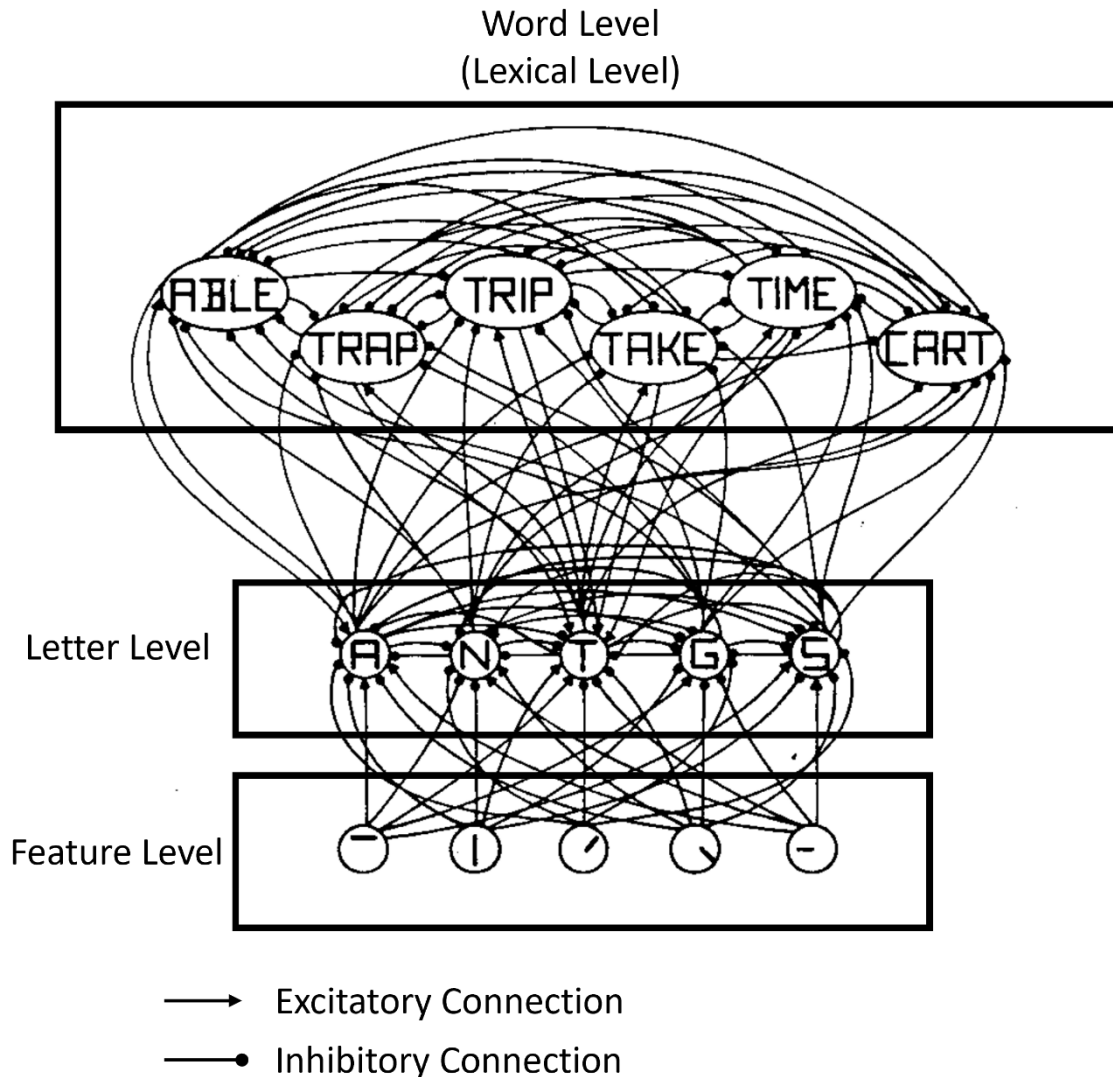 Word Level
(Lexical Level)
ABLE
TRIP
TIME
TRAP
TAKE
CART
Letter Level
A N T G S
Feature Level
Excitatory Connection
Inhibitory Connection